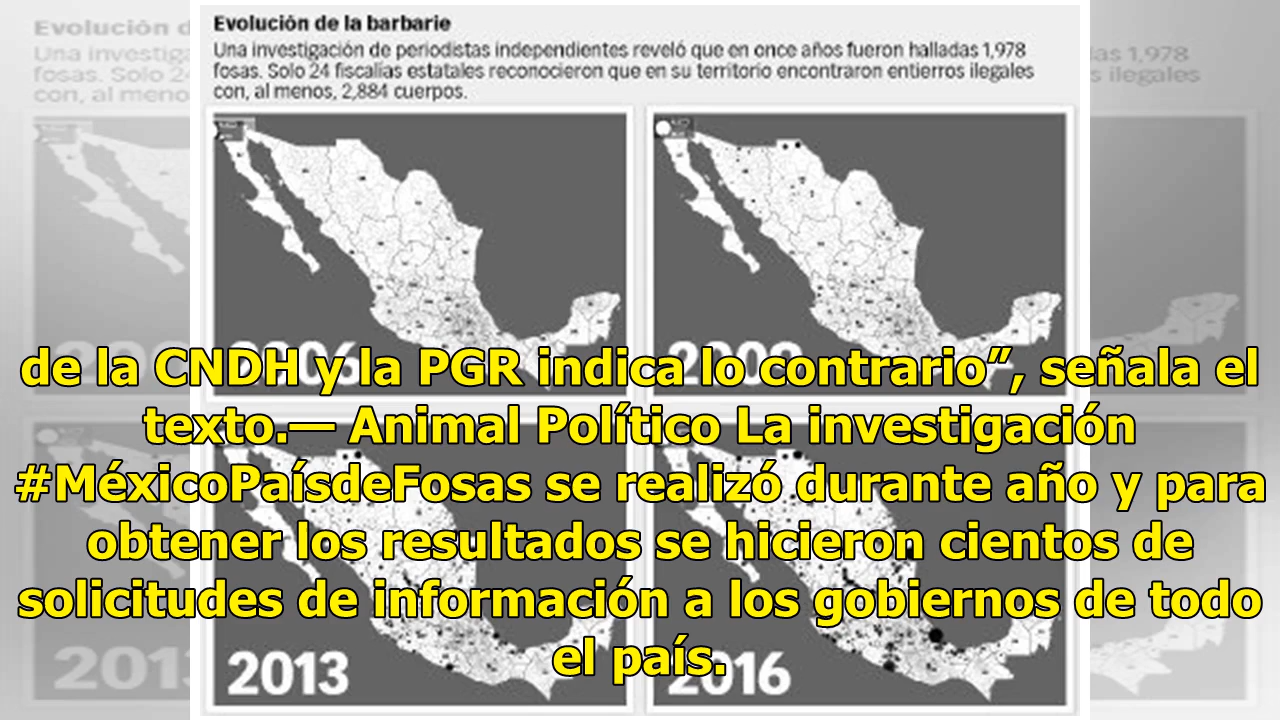 Evolución de la barbarie
Una investigación de periodistas independientes reveló que en once años fueron halladas 1,978
fosas. Solo 24 fiscalías estatales reconocieron que en su territorio encontraron entierros ilegales
con, al menos, 2,884 cuerpos.
2006
de la CNDH y la PGR indica lo contrario”, señala el
texto.— Animal Político La investigación
#MéxicoPaísdeFosas se realizó durante año y para
obtener los resultados se hicieron cientos de
solicitudes de información a los gobiernos de todo
el país.
2013
2016